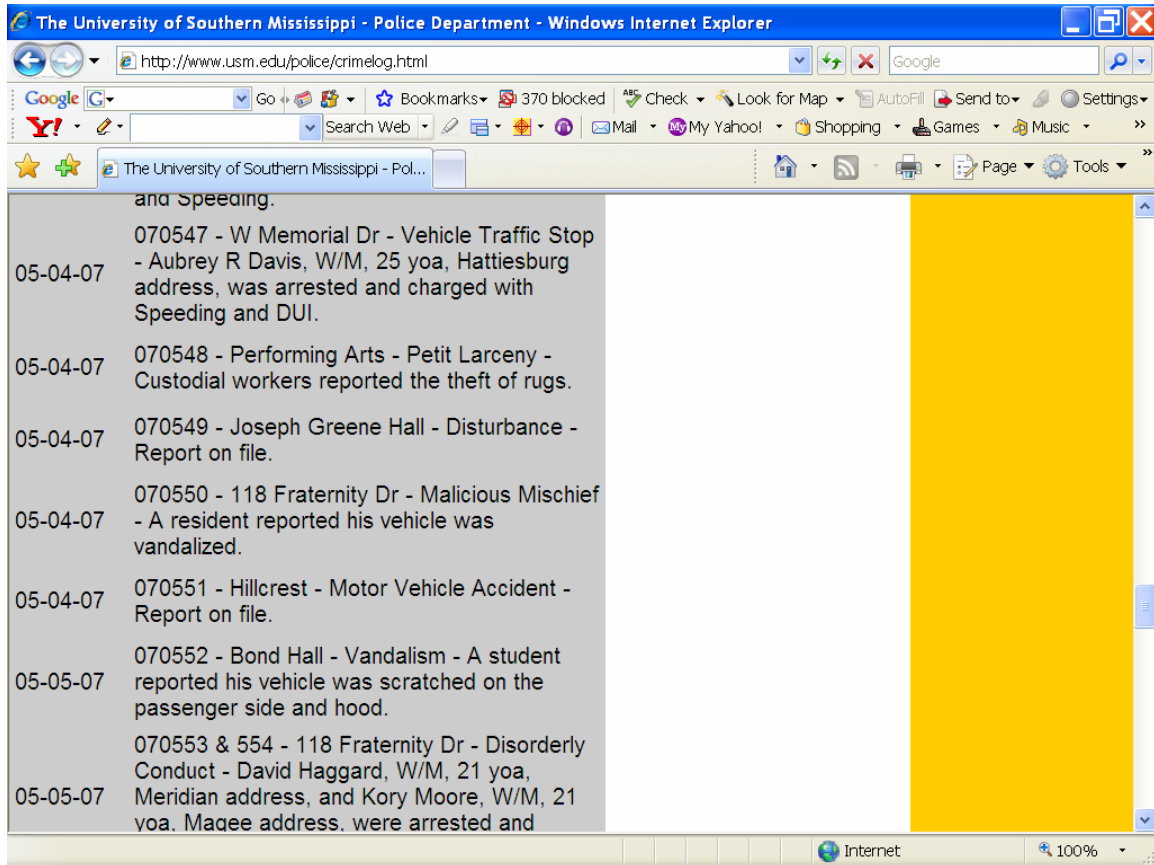 The University of Southern Mississippi - Police Department - Windows Internet Explorer
http://www.usm.edu/police/crimelog.html
Google
Google G Go Bookmarks 370 blocked ABC Check Look for Map AutoFill Send to Settings
Y! Search Web Mail My Yahoo! Shopping Games Music »
The University of Southern Mississippi - Pol... Page Tools »
and Speeding.
070547 - W Memorial Dr - Vehicle Traffic Stop
05-04-07 - Aubrey R Davis, W/M, 25 yoa, Hattiesburg
address, was arrested and charged with
Speeding and DUI.
05-04-07 070548 - Performing Arts - Petit Larceny -
Custodial workers reported the theft of rugs.
05-04-07 070549 - Joseph Greene Hall - Disturbance -
Report on file.
070550 - 118 Fraternity Dr - Malicious Mischief
05-04-07 - A resident reported his vehicle was
vandalized.
05-04-07 070551 - Hillcrest - Motor Vehicle Accident -
Report on file.
070552 - Bond Hall - Vandalism - A student
05-05-07 reported his vehicle was scratched on the
passenger side and hood.
070553 & 554 - 118 Fraternity Dr - Disorderly
Conduct - David Haggard, W/M, 21 yoa,
05-05-07 Meridian address, and Kory Moore, W/M, 21
yoa, Magee address, were arrested and
Internet 100%